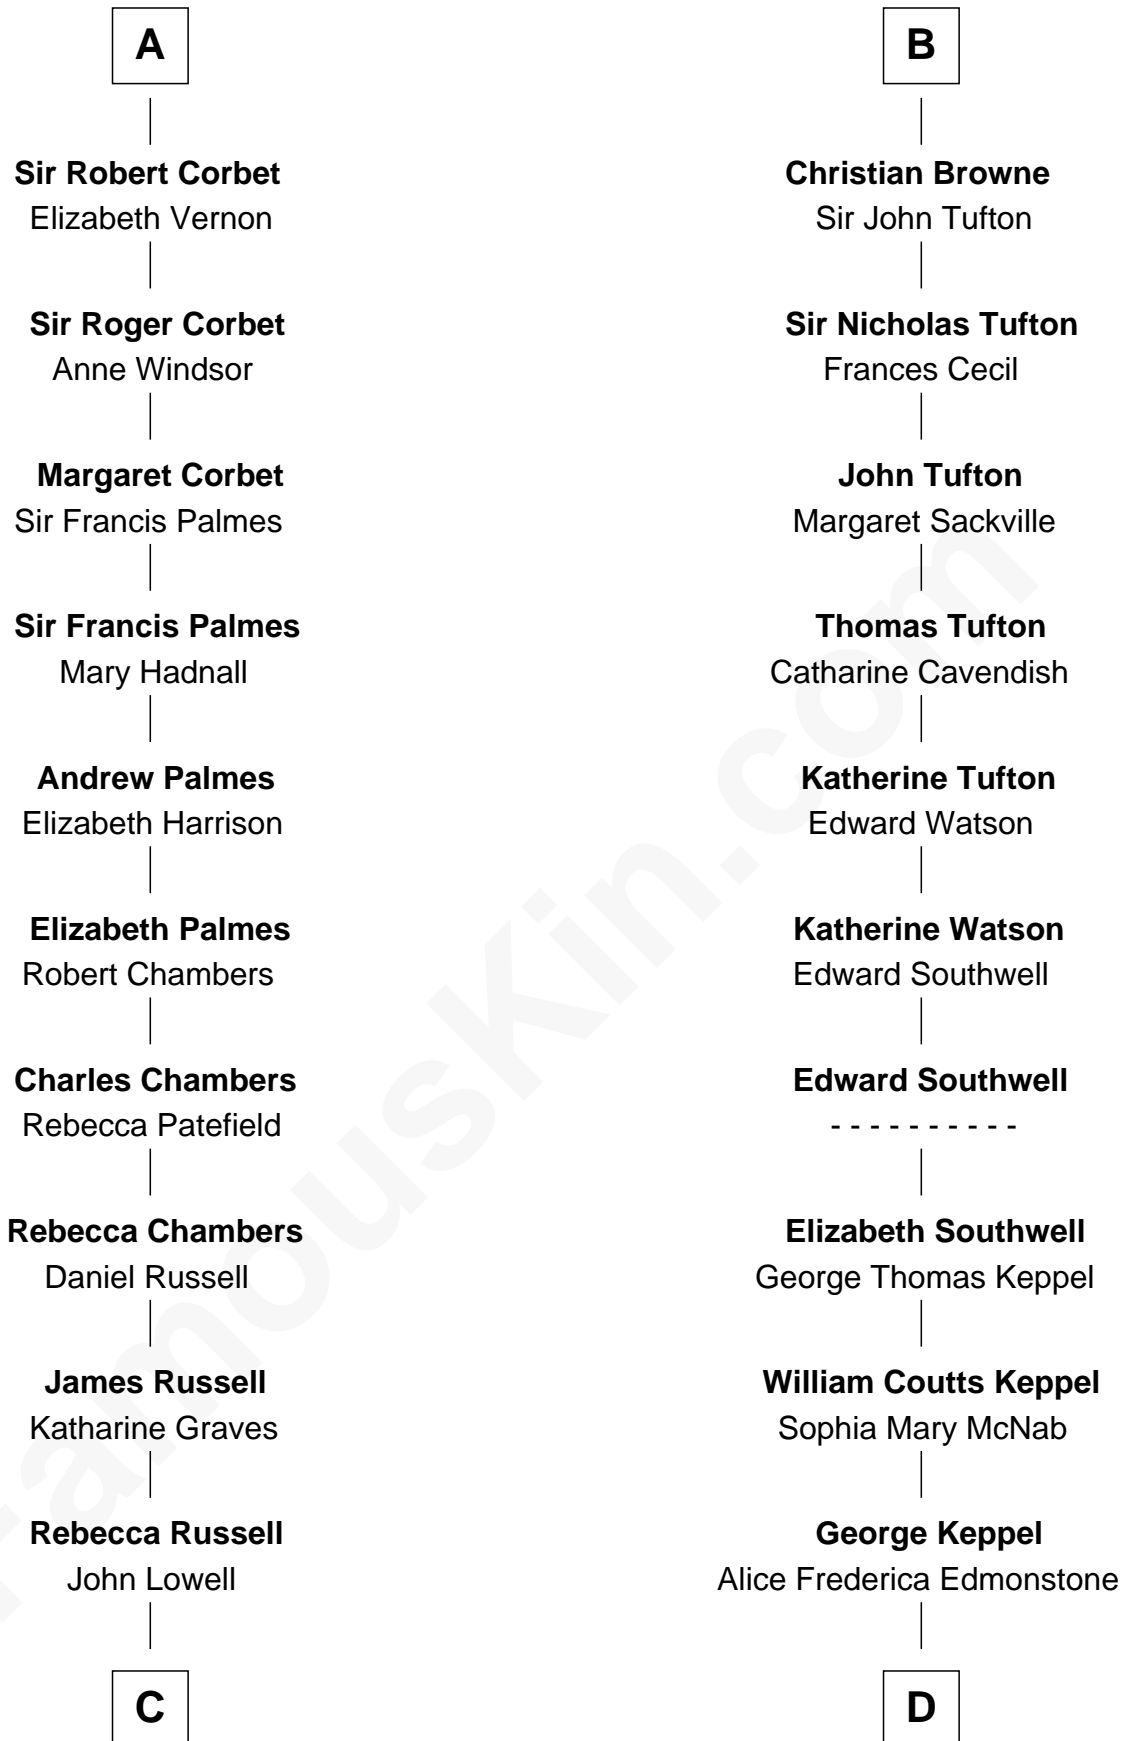 A
Sir Robert Corbet
Elizabeth Vernon
Sir Roger Corbet
Anne Windsor
Margaret Corbet
Sir Francis Palmes
Sir Francis Palmes
Mary Hadnall
Andrew Palmes
Elizabeth Harrison
Elizabeth Palmes
Robert Chambers
Charles Chambers
Rebecca Patefield
Rebecca Chambers
Daniel Russell
James Russell
Katharine Graves
Rebecca Russell
John Lowell
C
B
Christian Browne
Sir John Tufton
Sir Nicholas Tufton
Frances Cecil
John Tufton
Margaret Sackville
Thomas Tufton
Catharine Cavendish
Katherine Tufton
Edward Watson
Katherine Watson
Edward Southwell
Edward Southwell
- - - - - - - - - -
Elizabeth Southwell
George Thomas Keppel
William Coutts Keppel
Sophia Mary McNab
George Keppel
Alice Frederica Edmonstone
D
FamousKin.com